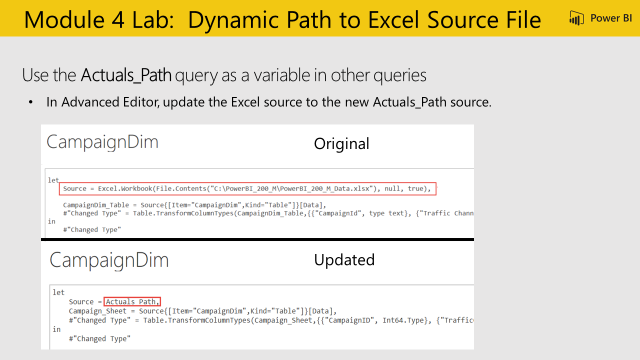 Module 4 Lab: Dynamic Path to Excel Source File
Power BI
Use the Actuals_Path query as a variable in other queries
• In Advanced Editor, update the Excel source to the new Actuals_Path source.
CampaignDim
Original
let
Source = Excel.Workbook(File.Contents("C:\PowerBI_200_M\PowerBI_200_M_Data.xlsx"), null, true),
CampaignDim_Table = Source{[Item="CampaignDim",Kind="Table"]}[Data],
#"Changed Type" = Table.TransformColumnTypes(CampaignDim_Table,{{"CampaignId", type text}, {"Traffic Chann
in
#"Changed Type"
CampaignDim
Updated
let
Source = Actuals_Path,
Campaign_Sheet = Source{[Item="CampaignDim",Kind="Table"]}[Data],
#"Changed Type" = Table.TransformColumnTypes(Campaign_Sheet,{{"CampaignID", Int64.Type}, {"Traffic
in
#"Changed Type"